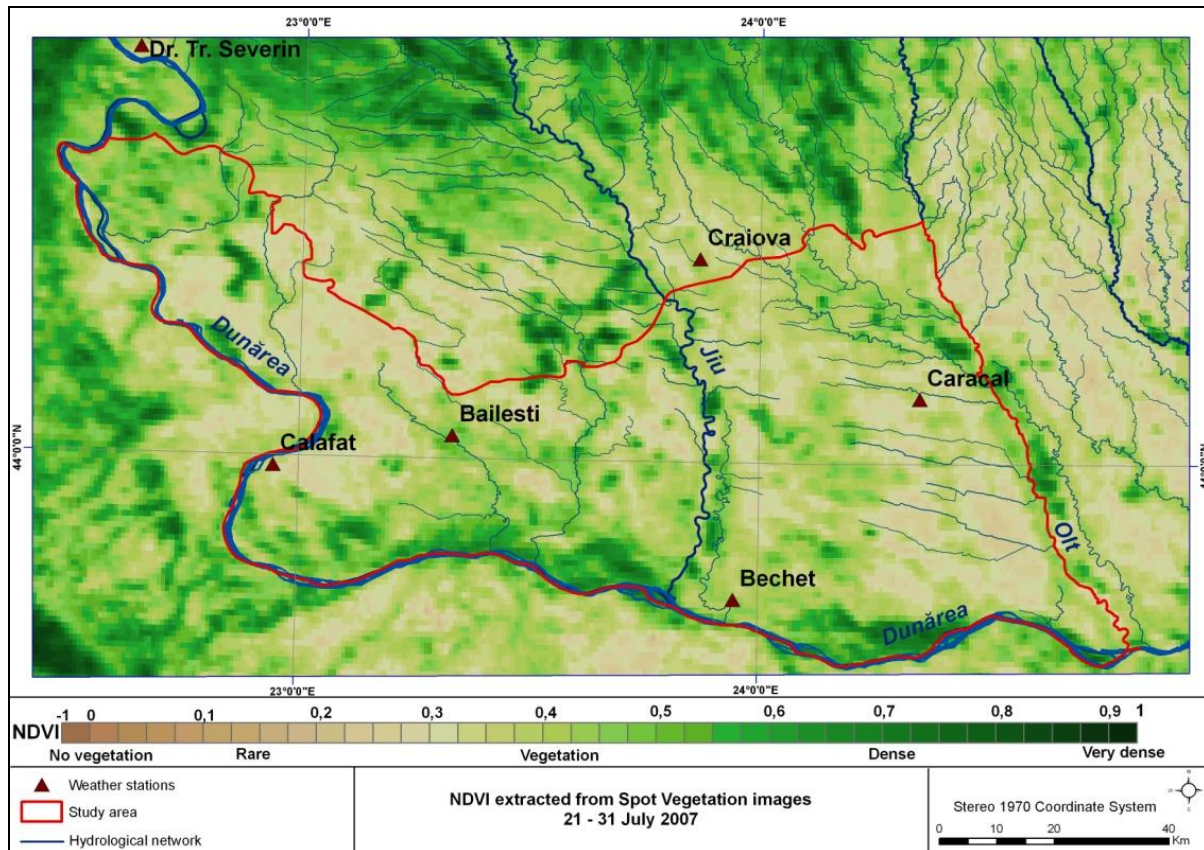 23°0'0"E 24°0'0"E
Dr. Tr. Severin
Craiova
Dunărea
Jiu
Caracal
Bailesti
44°0'0"N
Calafat
44°0'0"N
Olt
Bechet
Dunărea
23°0'0"E 24°0'0"E
NDVI -1 0 0,1 0,2 0,3 0,4 0,5 0,6 0,7 0,8 0,9 1
No vegetation Rare Vegetation Dense Very dense
Weather stations
Study area
Hydrological network
NDVI extracted from Spot Vegetation images
21 - 31 July 2007
Stereo 1970 Coordinate System
0 5 10 20 40
Km